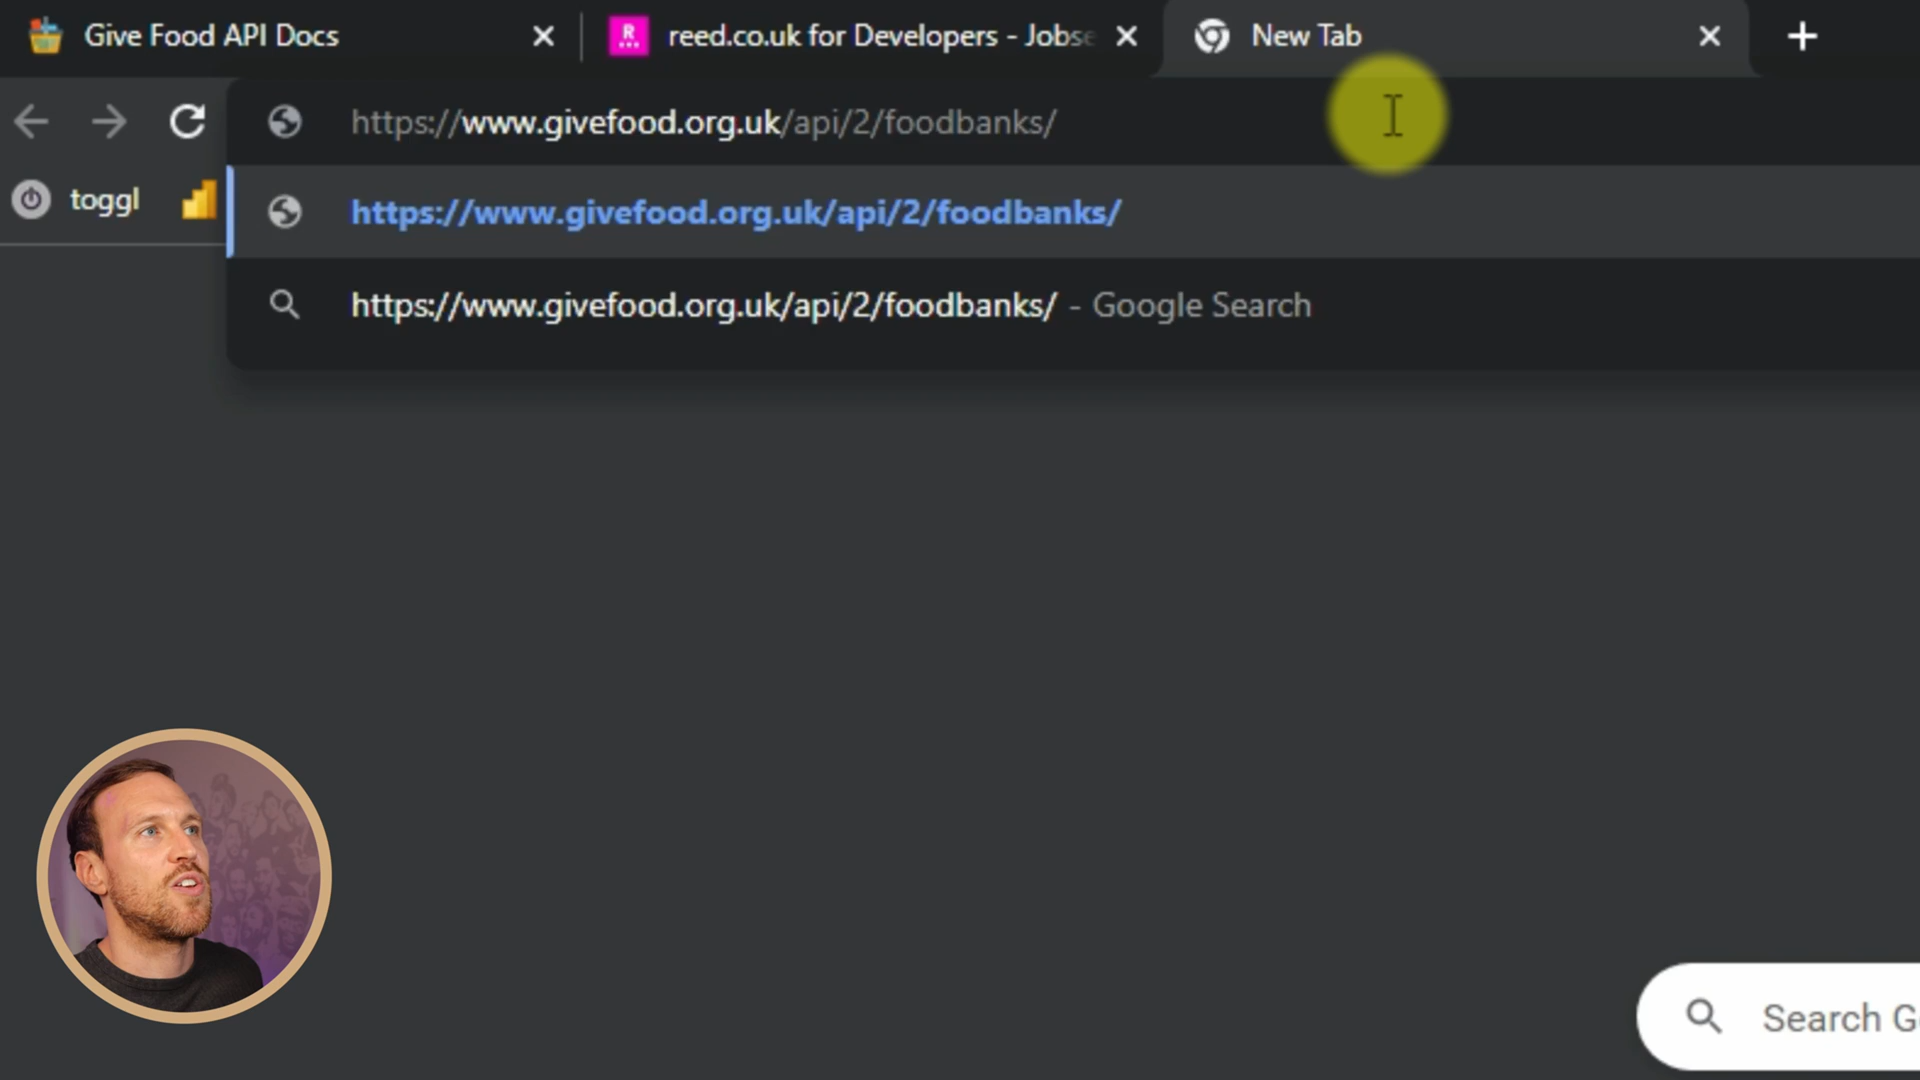 Give Food API Docs
reed.co.uk for Developers - Jobse
New Tab
https://www.givefood.org.uk/api/2/foodbanks/
toggl
https://www.givefood.org.uk/api/2/foodbanks/
https://www.givefood.org.uk/api/2/foodbanks/ - Google Search
R
Search G